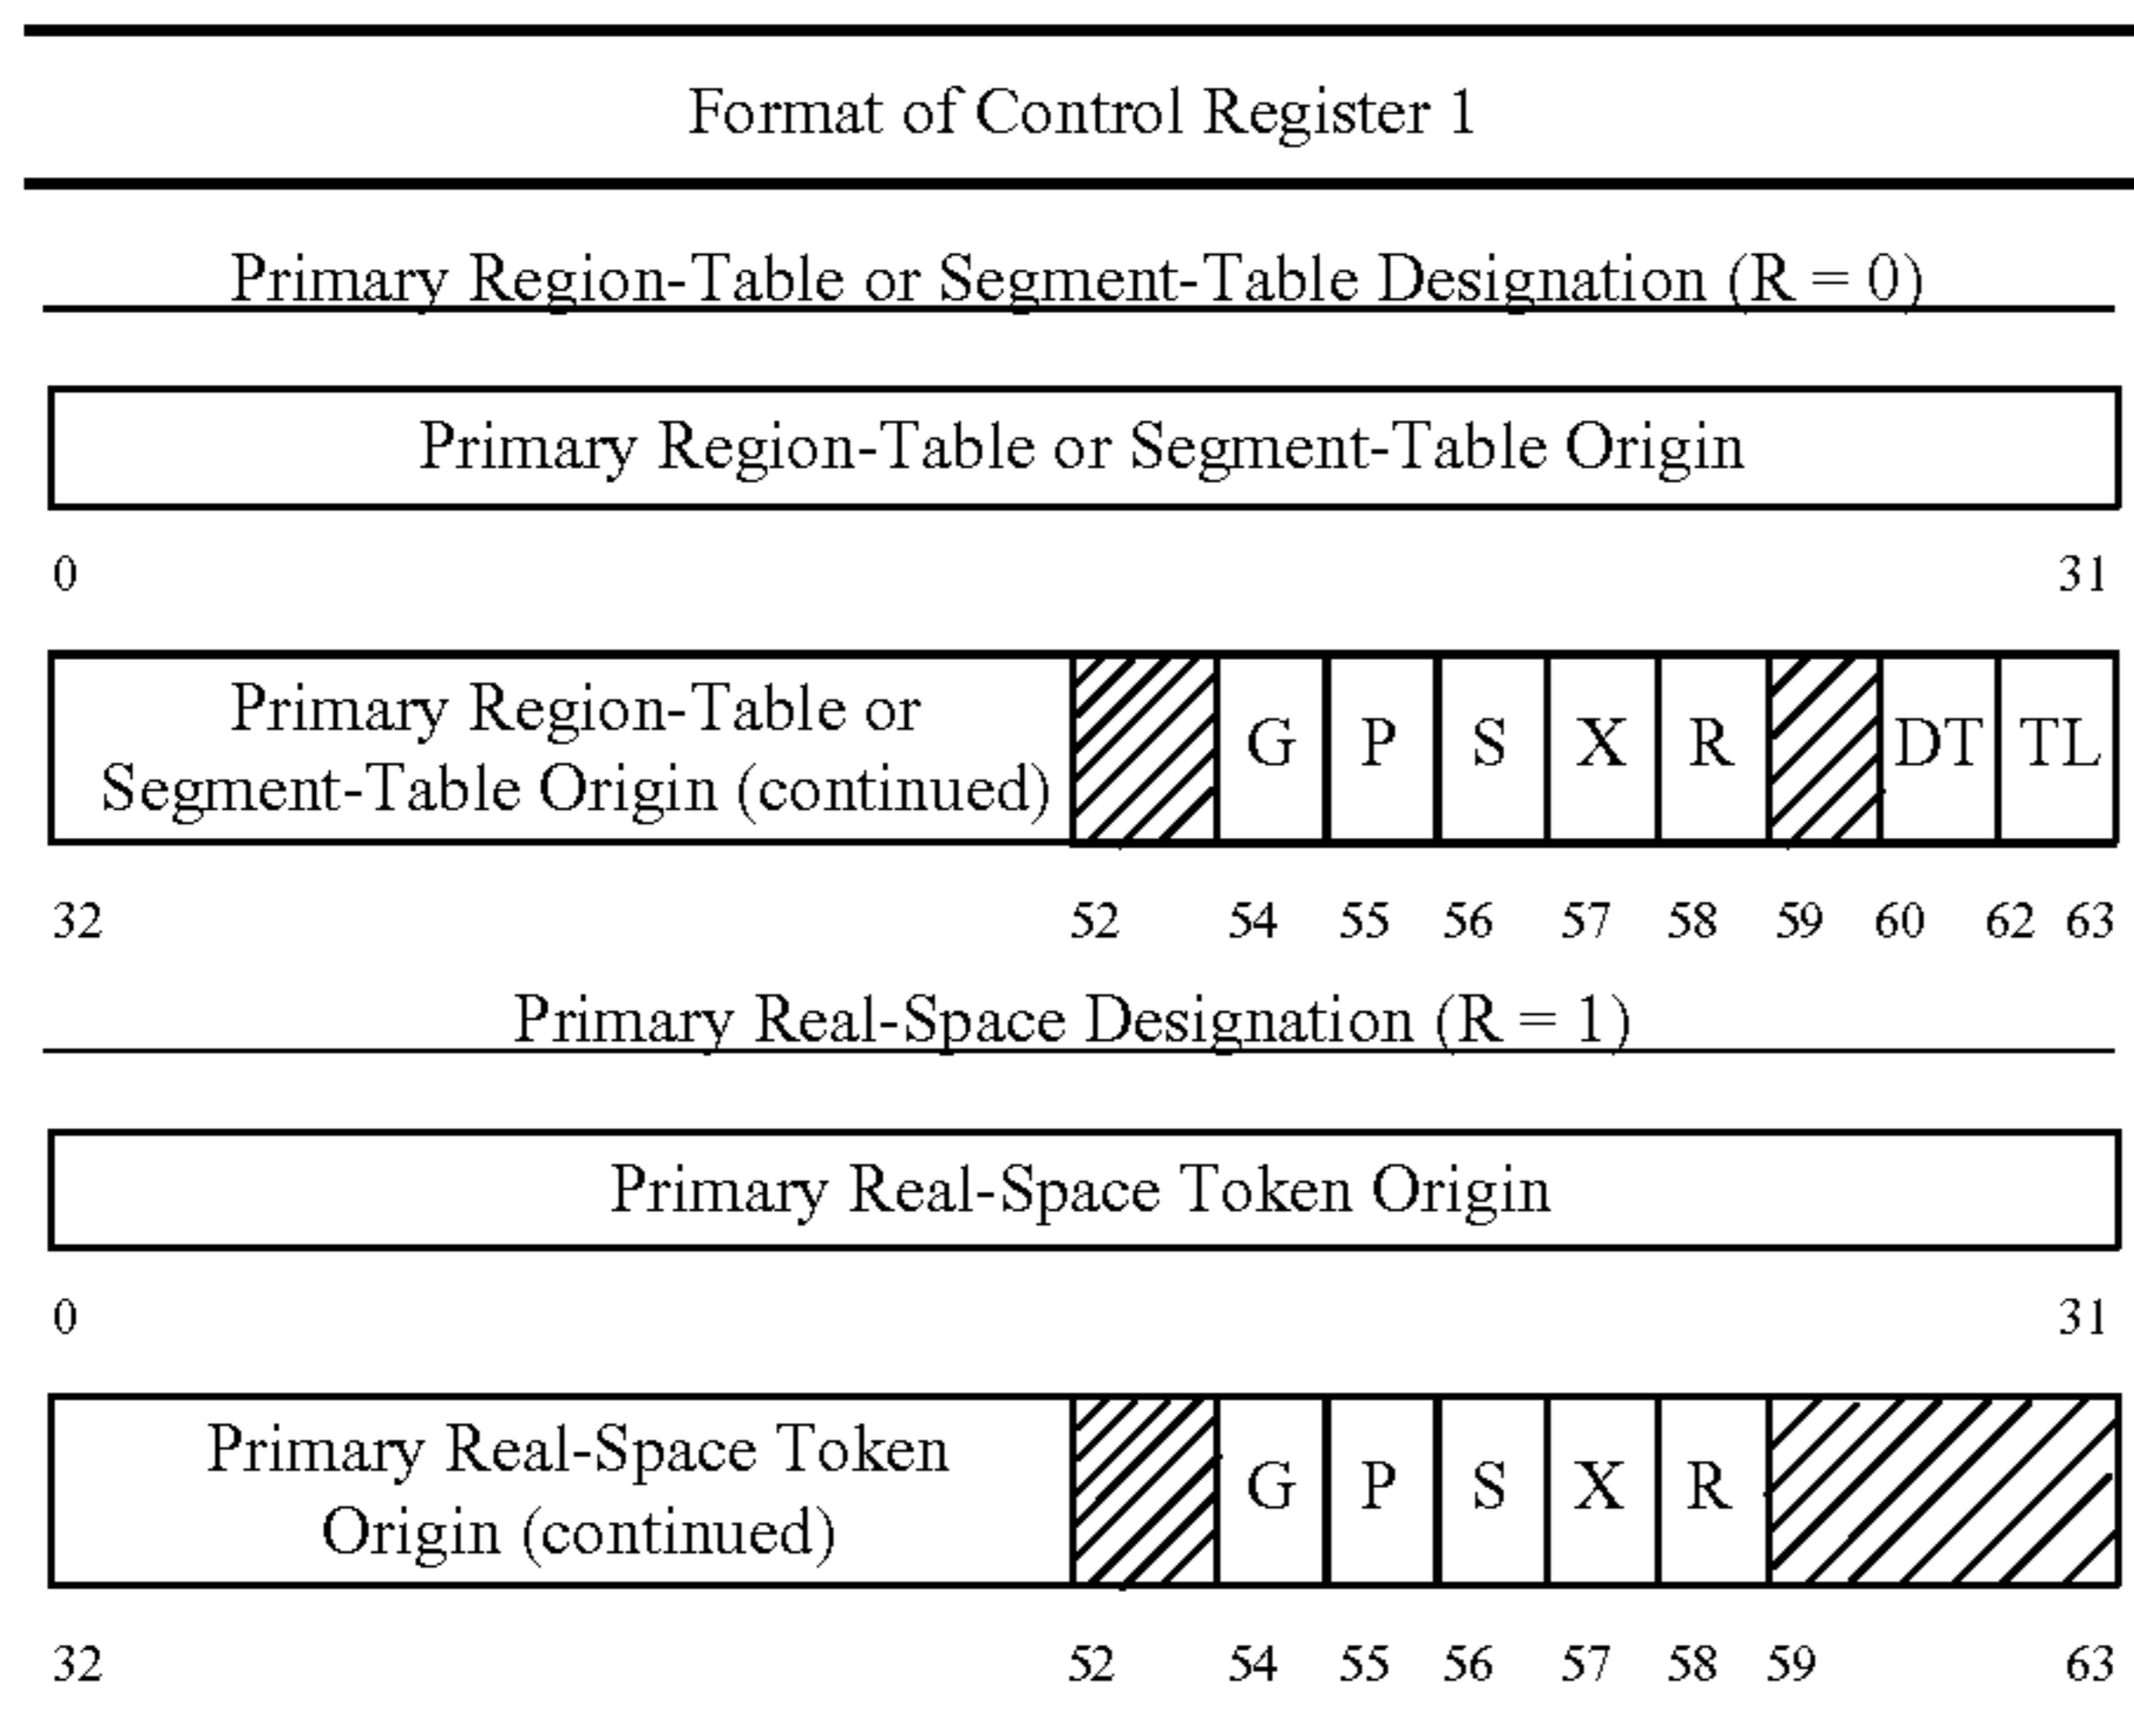 Format of Control Register 1
Primary Region-Table or Segment-Table Designation (R = 0)
Primary Region-Table or Segment-Table Origin
0 31
Primary Region-Table or
Segment-Table Origin (continued)
G P S X R DT TL
32 52 54 55 56 57 58 59 60 62 63
Primary Real-Space Designation (R = 1)
Primary Real-Space Token Origin
0 31
Primary Real-Space Token
Origin (continued)
G P S X R
32 52 54 55 56 57 58 59 63